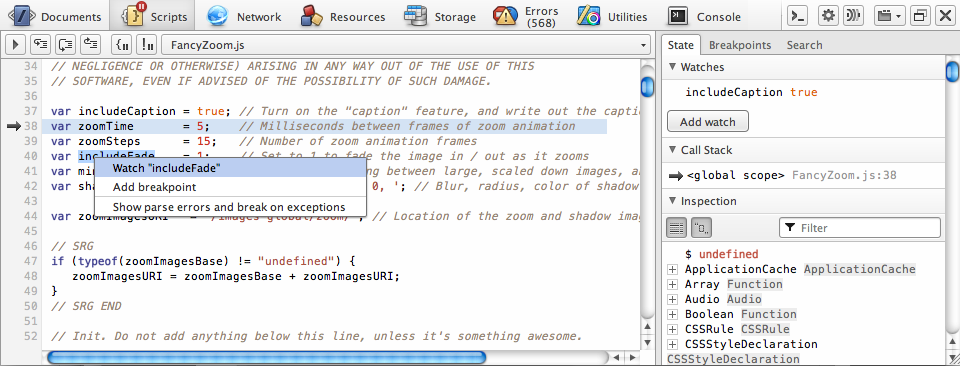 Documents Scripts Network Resources Storage Errors (568) Utilities Console
FancyZoom.js
State Breakpoints Search
34 // NEGLIGENCE OR OTHERWISE) ARISING IN ANY WAY OUT OF THE USE OF THIS
35 // SOFTWARE, EVEN IF ADVISED OF THE POSSIBILITY OF SUCH DAMAGE.
36
37 var includeCaption = true; // Turn on the "caption" feature, and write out the captio
38 var zoomTime = 5; // Milliseconds between frames of zoom animation
39 var zoomSteps = 15; // Number of zoom animation frames
40 var includeFade = 1; // Set to 1 to fade the image in / out as it zooms
41 var min between large, scaled down images, a
42 var sha 0, '; // Blur, radius, color of shadow
43
44 var zoomImagesURI = '/images-global/zoom/'; // Location of the zoom and shadow imag
45
46 // SRG
47 if (typeof(zoomImagesBase) != "undefined") {
48 zoomImagesURI = zoomImagesBase + zoomImagesURI;
49 }
50 // SRG END
51
52 // Init. Do not add anything below this line, unless it's something awesome.
Watch "includeFade"
Add breakpoint
Show parse errors and break on exceptions
Watches
includeCaption true
Add watch
Call Stack
<global scope> FancyZoom.js:38
Inspection
Filter
$ undefined
ApplicationCache ApplicationCache
Array Function
Audio Audio
Boolean Function
CSSRule CSSRule
CSSStyleDeclaration
CSSStyleDeclaration